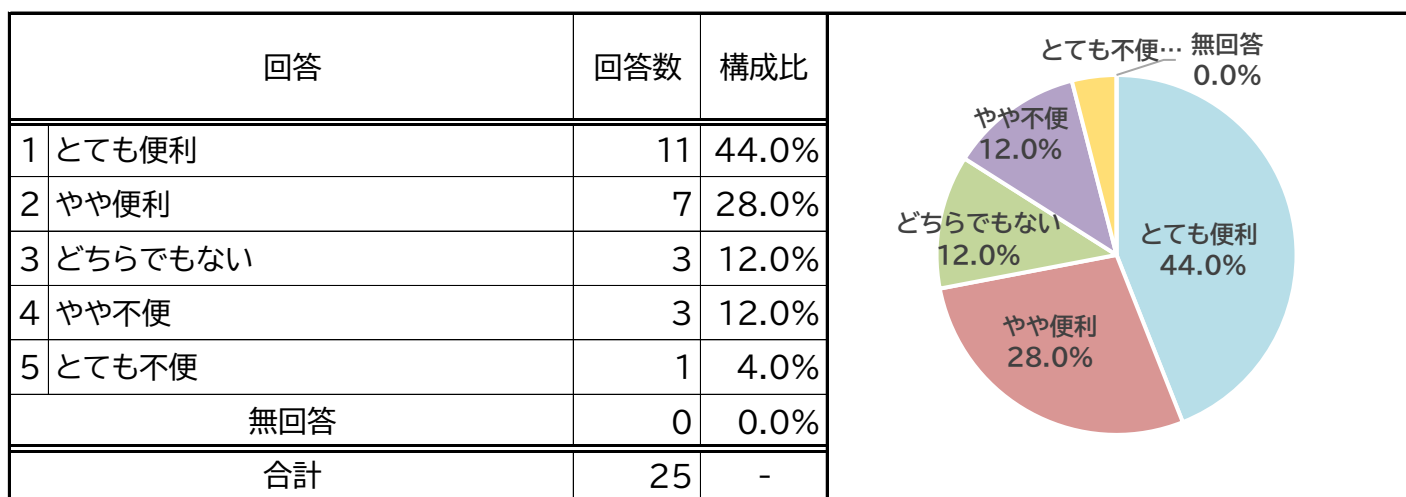 回答 回答数 構成比
1 とても便利 11 44.0%
2 やや便利 7 28.0%
3 どちらでもない 3 12.0%
4 やや不便 3 12.0%
5 とても不便 1 4.0%
無回答 0 0.0%
合計 25 -
とても不便… 無回答
0.0%
やや不便
12.0%
どちらでもない
12.0%
とても便利
44.0%
やや便利
28.0%